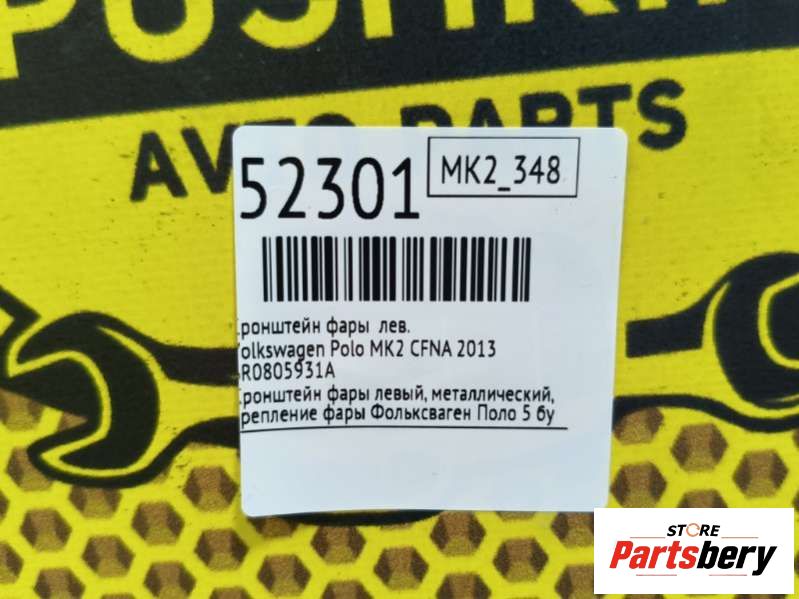 AVTO PARTS
52301
MK2_348
ронштейн фары лев.
olkswagen Polo MK2 CFNA 2013
R0805931A
ронштейн фары левый, металлический,
репление фары Фольксваген Поло 5 бу
STORE
Partsbery